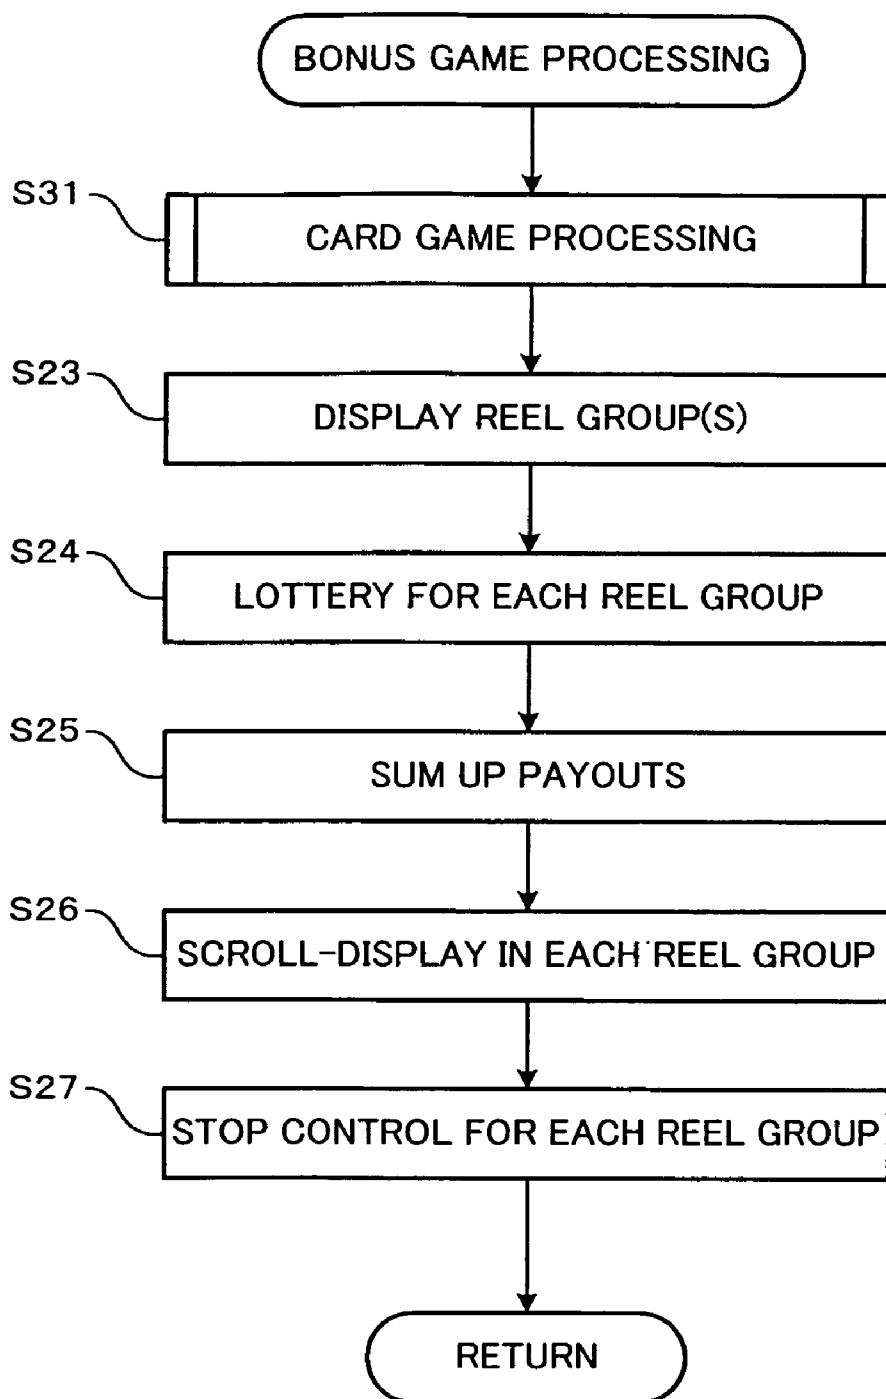 BONUS GAME PROCESSING
S31
CARD GAME PROCESSING
S23
DISPLAY REEL GROUP(S)
S24
LOTTERY FOR EACH REEL GROUP
S25
SUM UP PAYOUTS
S26
SCROLL-DISPLAY IN EACH REEL GROUP
S27
STOP CONTROL FOR EACH REEL GROUP
RETURN